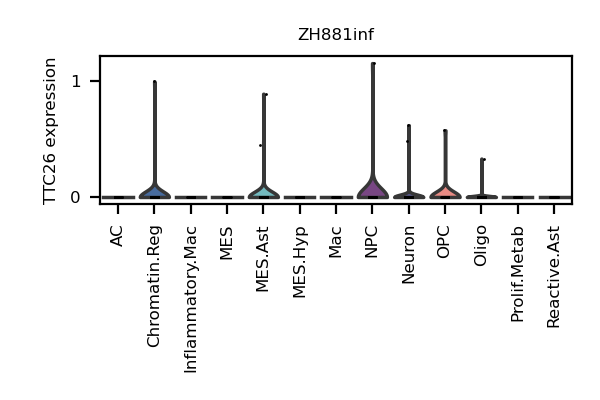 ZH881inf
TTC26 expression
1
0
AC
Chromatin.Reg
Inflammatory.Mac
MES
MES.Ast
MES.Hyp
Mac
NPC
Neuron
OPC
Oligo
Prolif.Metab
Reactive.Ast